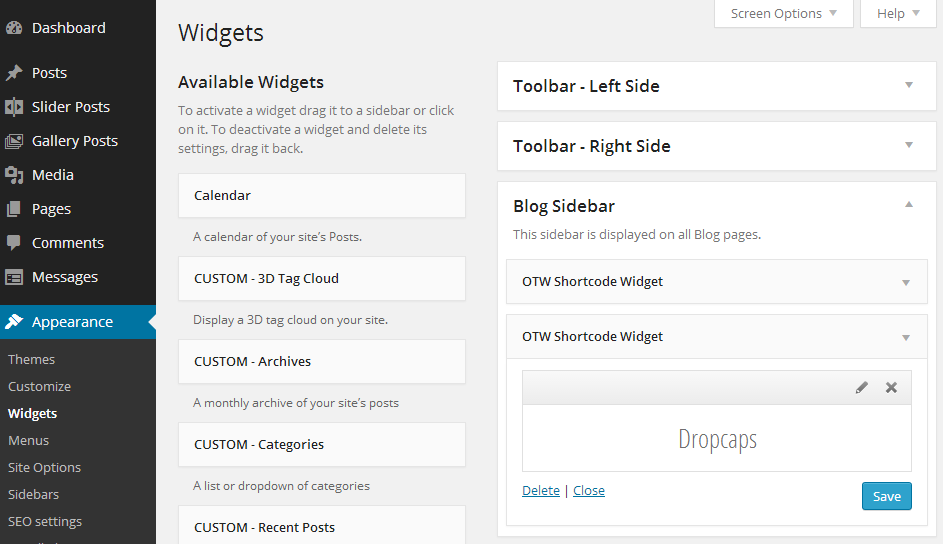 Dashboard
Posts
Slider Posts
Gallery Posts
Media
Pages
Comments
Messages
Appearance
Themes
Customize
Widgets
Menus
Site Options
Sidebars
SEO settings
Screen Options
Help
Widgets
Available Widgets
To activate a widget drag it to a sidebar or click
on it. To deactivate a widget and delete its
settings, drag it back.
Calendar
A calendar of your site's Posts.
CUSTOM - 3D Tag Cloud
Display a 3D tag cloud on your site.
CUSTOM - Archives
A monthly archive of your site's posts
CUSTOM - Categories
A list or dropdown of categories
CUSTOM - Recent Posts
Toolbar - Left Side
Toolbar - Right Side
Blog Sidebar
This sidebar is displayed on all Blog pages.
OTW Shortcode Widget
OTW Shortcode Widget
Dropcaps
Delete | Close
Save